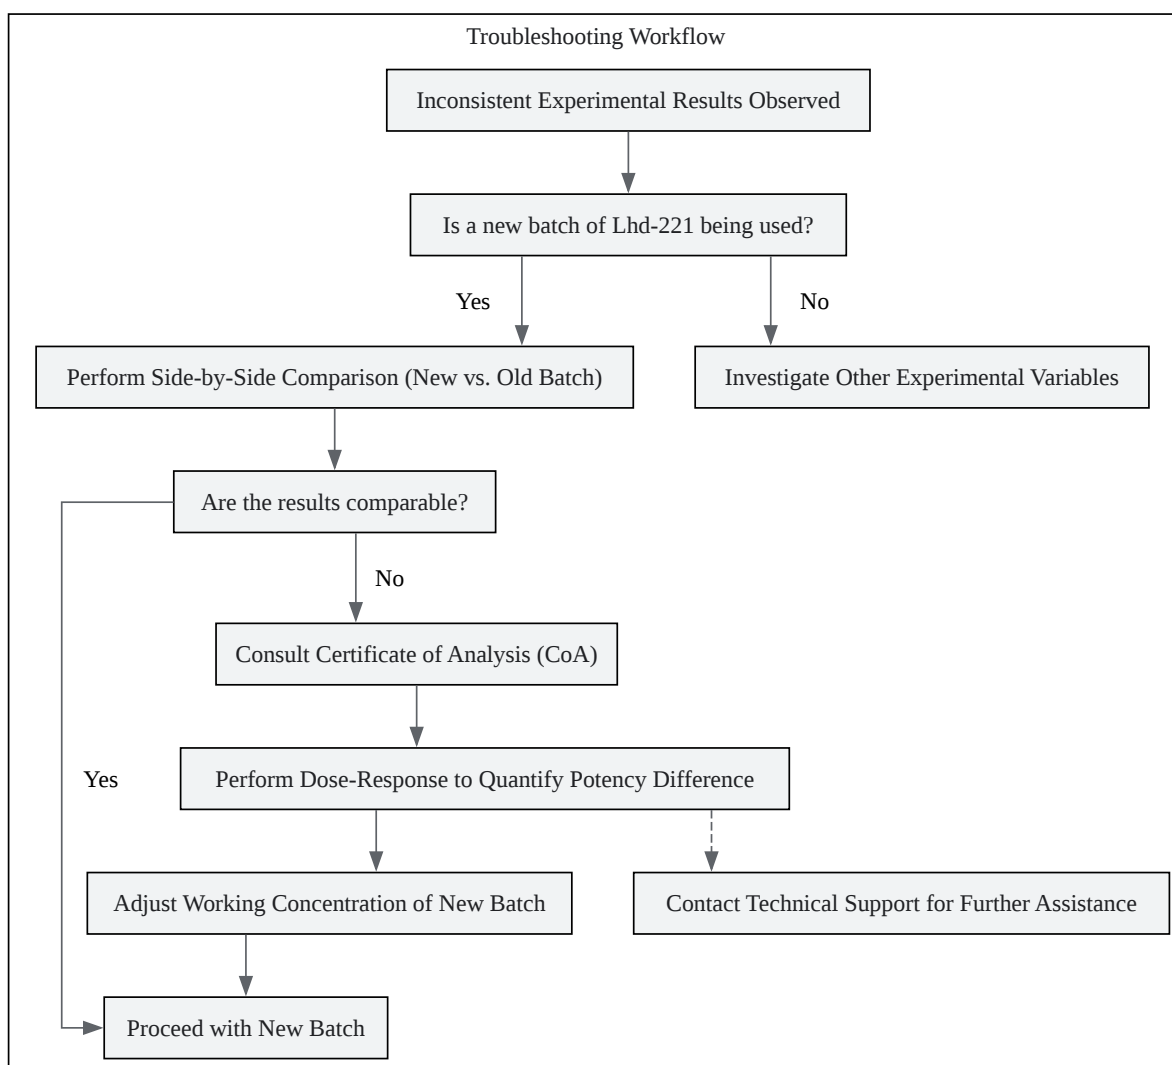 Troubleshooting Workflow
Inconsistent Experimental Results Observed
Is a new batch of Lhd-221 being used?
Yes
No
Perform Side-by-Side Comparison (New vs. Old Batch)
Investigate Other Experimental Variables
Are the results comparable?
No
Consult Certificate of Analysis (CoA)
Yes
Perform Dose-Response to Quantify Potency Difference
Adjust Working Concentration of New Batch
Contact Technical Support for Further Assistance
Proceed with New Batch